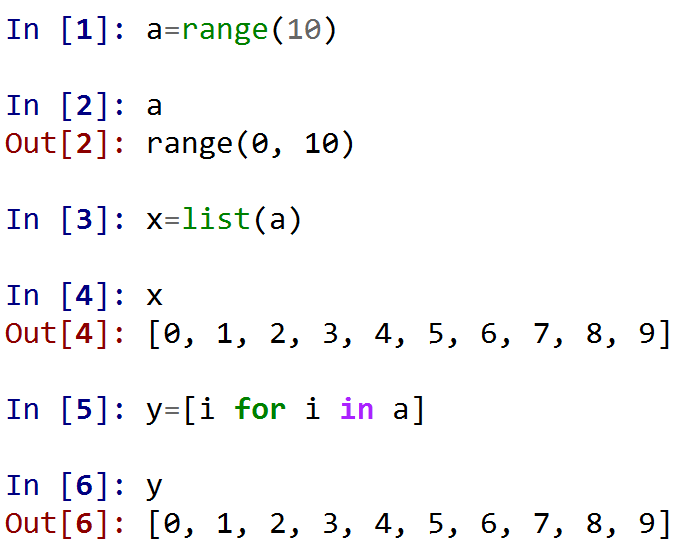 In [1]: a=range(10)
In [2]: a
Out[2]: range(0, 10)
In [3]: x=list(a)
In [4]: x
Out[4]: [0, 1, 2, 3, 4, 5, 6, 7, 8, 9]
In [5]: y=[i for i in a]
In [6]: y
Out[6]: [0, 1, 2, 3, 4, 5, 6, 7, 8, 9]